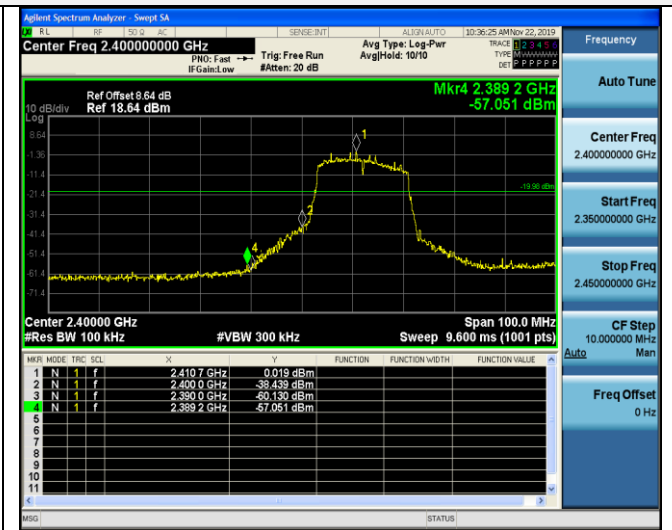 Agilent Spectrum Analyzer - Swept SA
RL RF 50 Ω AC SENSE:INT ALIGN AUTO 10:36:25 AM Nov 22, 2019
Center Freq 2.400000000 GHz
PNO: Fast
IFGain:Low
Trig: Free Run
#Atten: 20 dB
Avg Type: Log-Pwr
Avg|Hold: 10/10
TRACE 1 2 3 4 5 6
TYPE M
DET P P P P P P
Ref Offset 8.64 dB
10 dB/div Ref 18.64 dBm
Log
Mkr4 2.389 2 GHz
-57.051 dBm
8.64
-1.36
-11.4
-21.4
-31.4
-41.4
-51.4
-61.4
-71.4
1
2
4
-19.98 dBm
Center 2.40000 GHz Span 100.0 MHz
#Res BW 100 kHz #VBW 300 kHz Sweep 9.600 ms (1001 pts)
MKR MODE TRC SCL X Y FUNCTION FUNCTION WIDTH FUNCTION VALUE
1 N 1 f 2.410 7 GHz 0.019 dBm
2 N 1 f 2.400 0 GHz -38.439 dBm
3 N 1 f 2.390 0 GHz -60.130 dBm
4 N 1 f 2.389 2 GHz -57.051 dBm
5
6
7
8
9
10
11
MSG STATUS
Frequency
Auto Tune
Center Freq
2.400000000 GHz
Start Freq
2.350000000 GHz
Stop Freq
2.450000000 GHz
CF Step
10.000000 MHz
Auto Man
Freq Offset
0 Hz